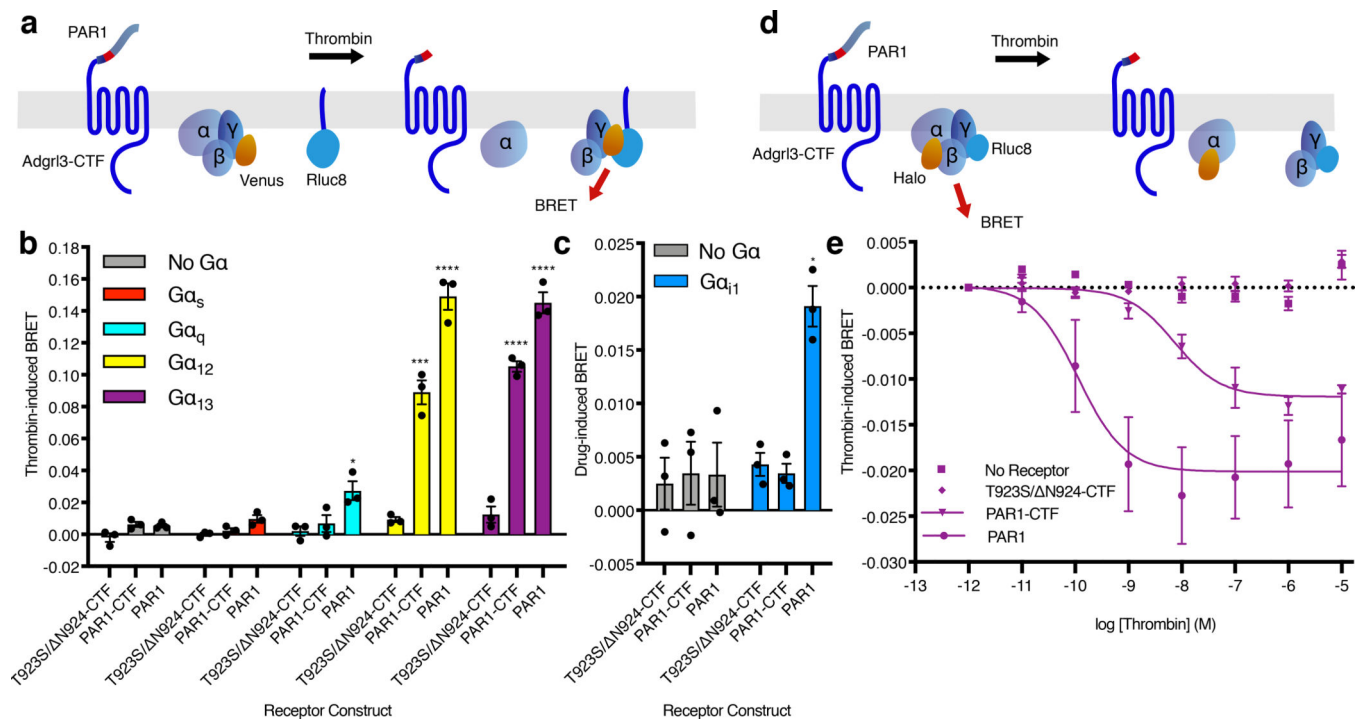 a
PAR1
Thrombin
α
γ
β
Adgrl3-CTF
Venus
Rluc8
α
γ
β
BRET
d
PAR1
Thrombin
α
γ
β
Adgrl3-CTF
Rluc8
Halo
BRET
α
γ
β
b
Thrombin-induced BRET
0.18
0.16
0.14
0.12
0.10
0.08
0.06
0.04
0.02
0.00
-0.02
No Gα
Gαs
Gαq
Gα12
Gα13
*
***
****
****
****
T923S/ΔN924-CTF
PAR1-CTF
PAR1
T923S/ΔN924-CTF
PAR1-CTF
PAR1
T923S/ΔN924-CTF
PAR1-CTF
PAR1
T923S/ΔN924-CTF
PAR1-CTF
PAR1
T923S/ΔN924-CTF
PAR1-CTF
PAR1
Receptor Construct
c
Drug-induced BRET
0.025
0.020
0.015
0.010
0.005
0.000
-0.005
No Gα
Gαi1
*
T923S/ΔN924-CTF
PAR1-CTF
PAR1
T923S/ΔN924-CTF
PAR1-CTF
PAR1
Receptor Construct
e
Thrombin-induced BRET
0.005
0.000
-0.005
-0.010
-0.015
-0.020
-0.025
-0.030
No Receptor
T923S/ΔN924-CTF
PAR1-CTF
PAR1
-13 -12 -11 -10 -9 -8 -7 -6 -5
log [Thrombin] (M)